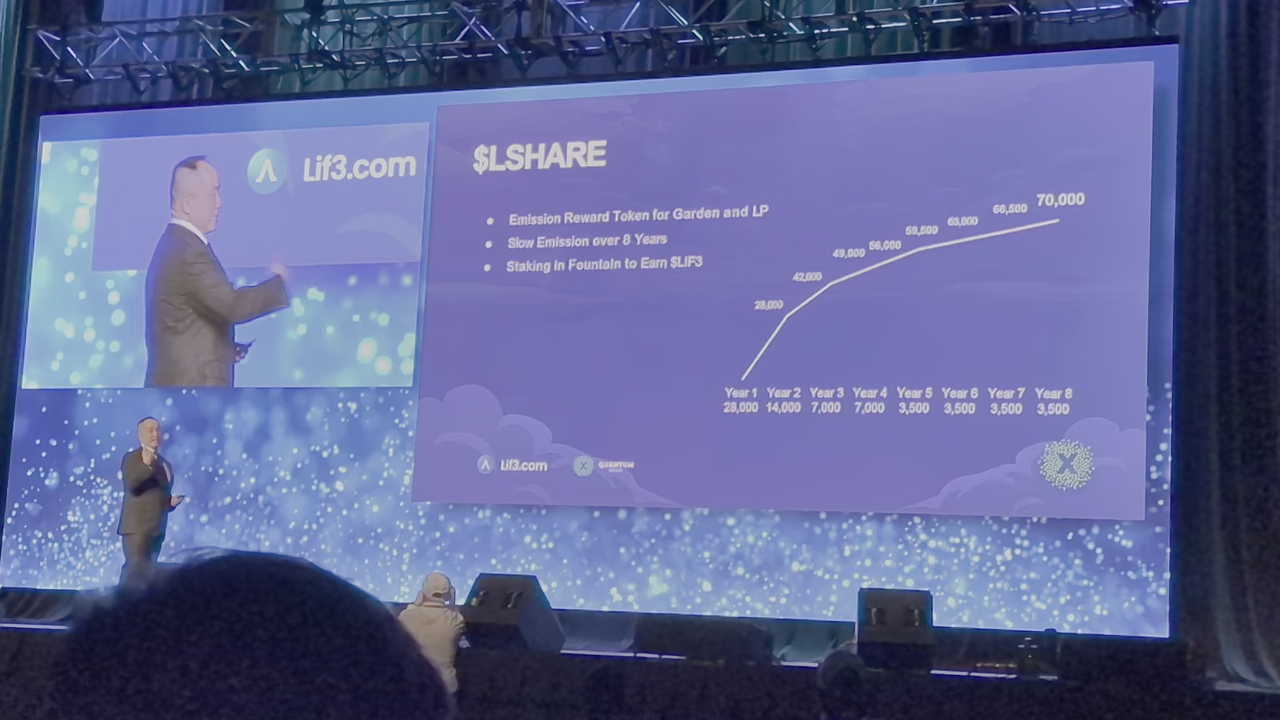 Lif3.com
$LSHARE
Emission Reward Token for Garden and LP
Slow Emission over 8 Years
Staking in Fountain to Earn $LIF3
28,000
42,000
49,000
56,000
59,500
63,000
66,500
70,000
Year 1 Year 2 Year 3 Year 4 Year 5 Year 6 Year 7 Year 8
28,000 14,000 7,000 7,000 3,500 3,500 3,500 3,500
Lif3.com
QUANTUM